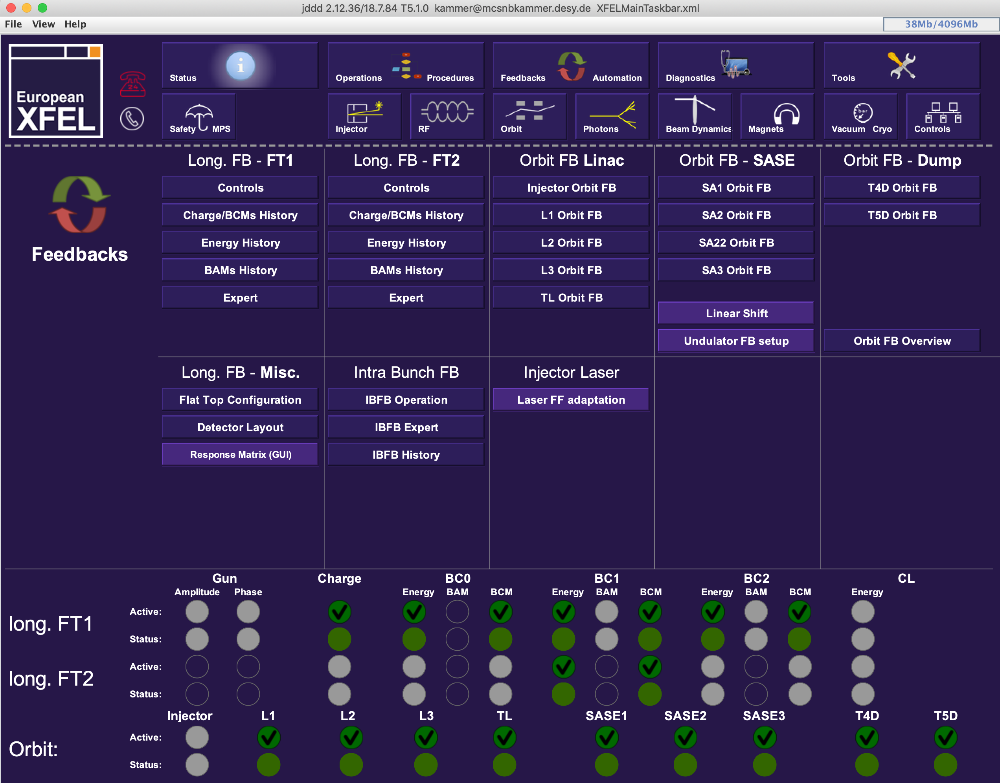 jddd 2.12.36/18.7.84 T5.1.0 kammer@mcsnbkammer.desy.de XFELMainTaskbar.xml
File View Help
38Mb/4096Mb
European
XFEL
24
Status
Operations Procedures
Feedbacks Automation
Diagnostics
Tools
Safety MPS
Injector
RF
Orbit
Photons
Beam Dynamics
Magnets
bar
Vacuum Cryo
Controls
Feedbacks
Long. FB - FT1
Controls
Charge/BCMs History
Energy History
BAMs History
Expert
Long. FB - FT2
Controls
Charge/BCMs History
Energy History
BAMs History
Expert
Orbit FB Linac
Injector Orbit FB
L1 Orbit FB
L2 Orbit FB
L3 Orbit FB
TL Orbit FB
Orbit FB - SASE
SA1 Orbit FB
SA2 Orbit FB
SA22 Orbit FB
SA3 Orbit FB
Linear Shift
Undulator FB setup
Orbit FB - Dump
T4D Orbit FB
T5D Orbit FB
Orbit FB Overview
Long. FB - Misc.
Flat Top Configuration
Detector Layout
Response Matrix (GUI)
Intra Bunch FB
IBFB Operation
IBFB Expert
IBFB History
Injector Laser
Laser FF adaptation
Gun Charge BC0 BC1 BC2 CL
Amplitude Phase Energy BAM BCM Energy BAM BCM Energy BAM BCM Energy
long. FT1
Active:
Status:
long. FT2
Active:
Status:
Injector L1 L2 L3 TL SASE1 SASE2 SASE3 T4D T5D
Orbit:
Active:
Status: